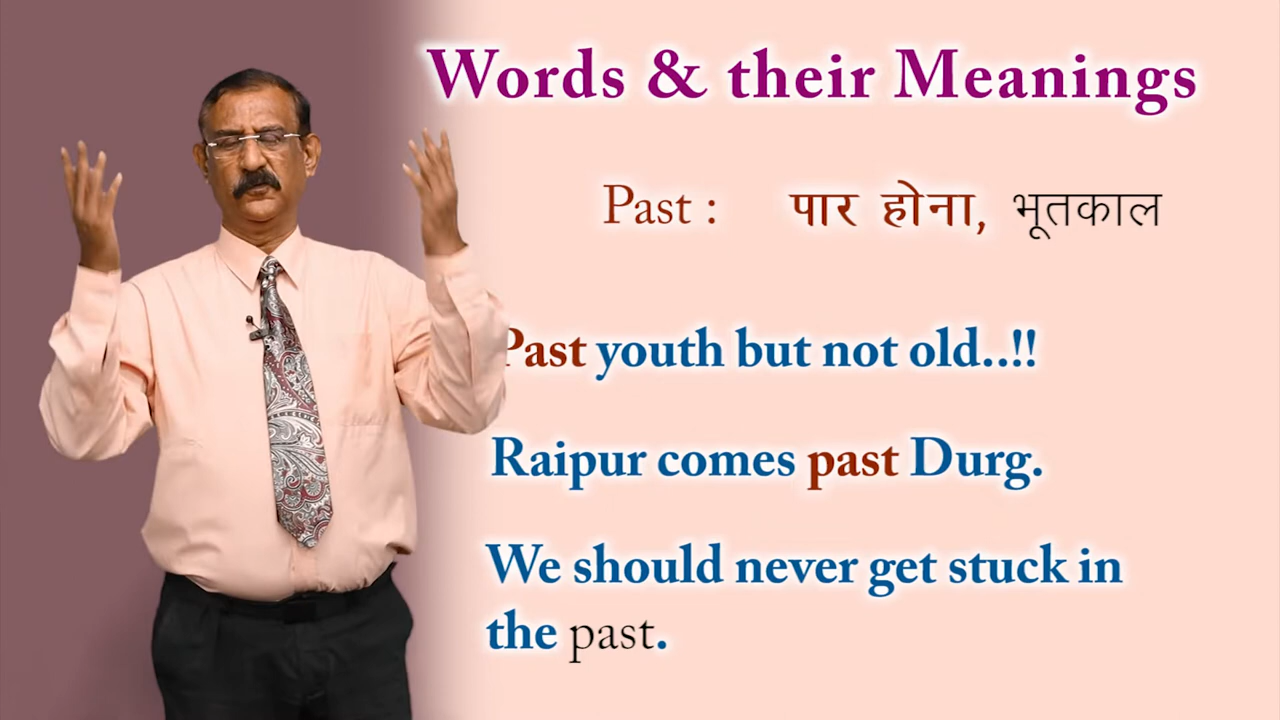 Words & their Meanings
Past : पार होना, भूतकाल
Past youth but not old..!!
Raipur comes past Durg.
We should never get stuck in
the past.